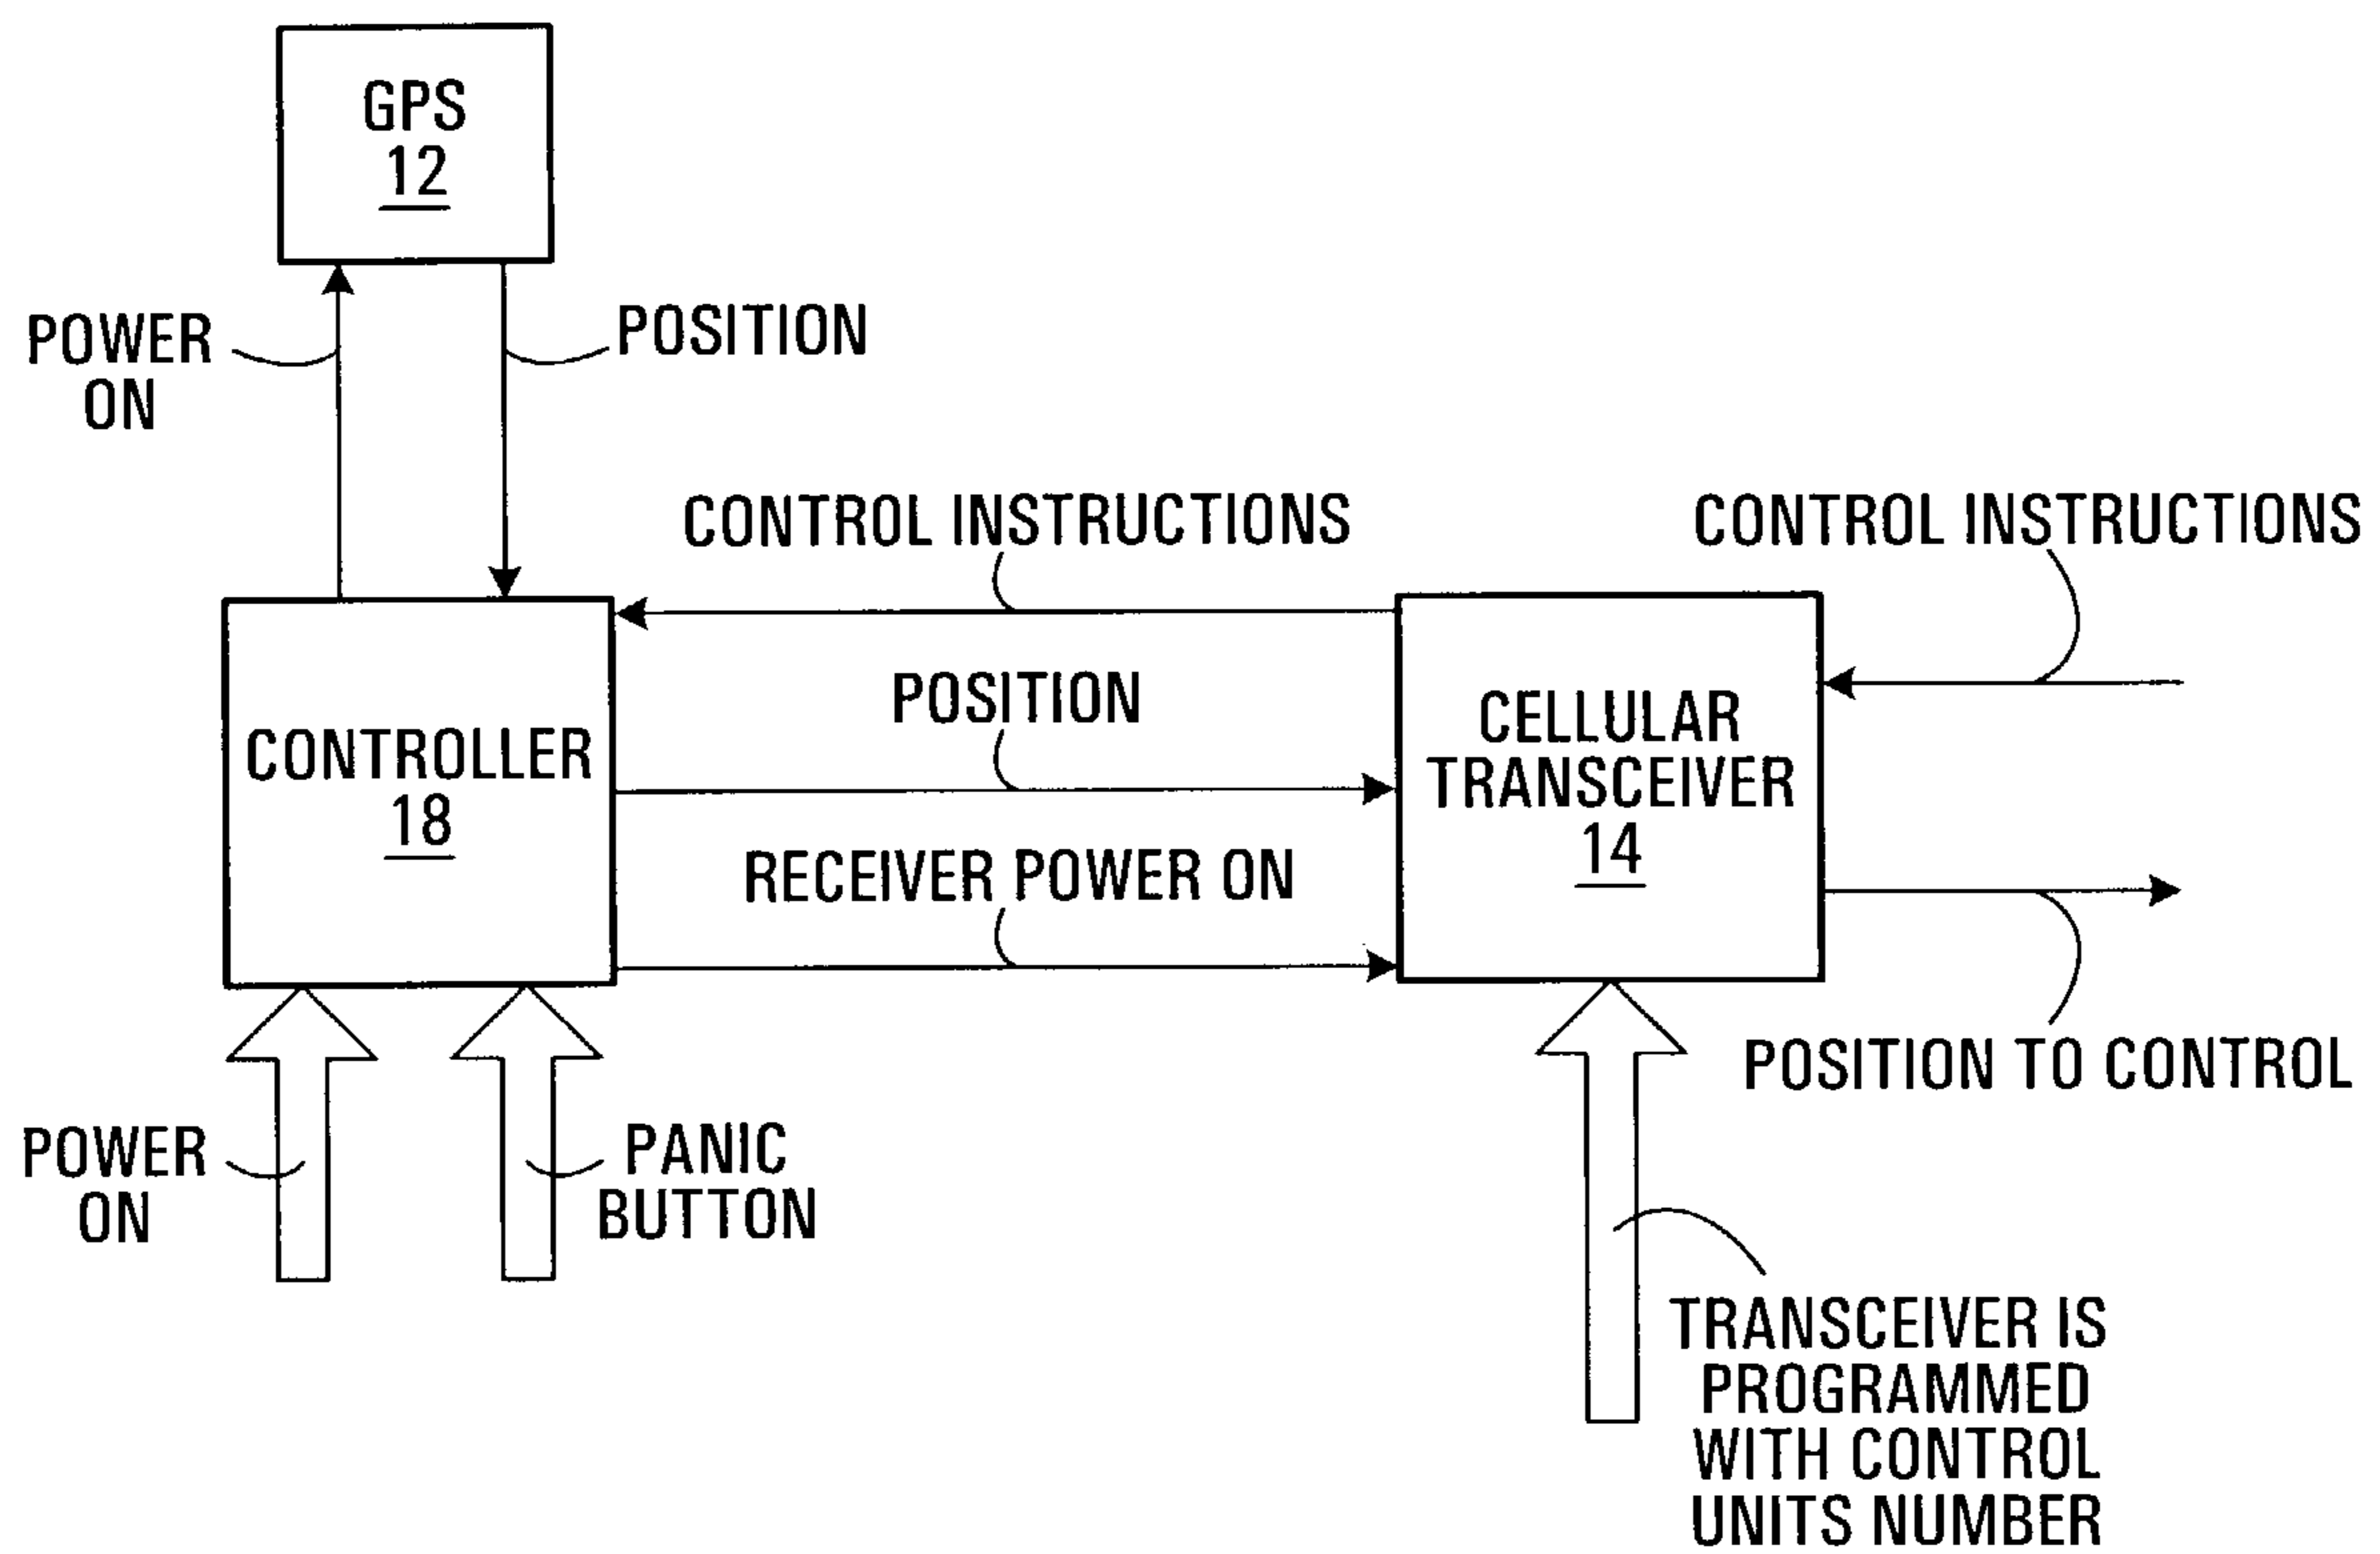 GPS
12
POWER
ON
POSITION
CONTROL INSTRUCTIONS
CONTROL INSTRUCTIONS
POSITION
CONTROLLER
18
CELLULAR
TRANSCEIVER
14
RECEIVER POWER ON
POSITION TO CONTROL
POWER
ON
PANIC
BUTTON
TRANSCEIVER IS
PROGRAMMED
WITH CONTROL
UNITS NUMBER